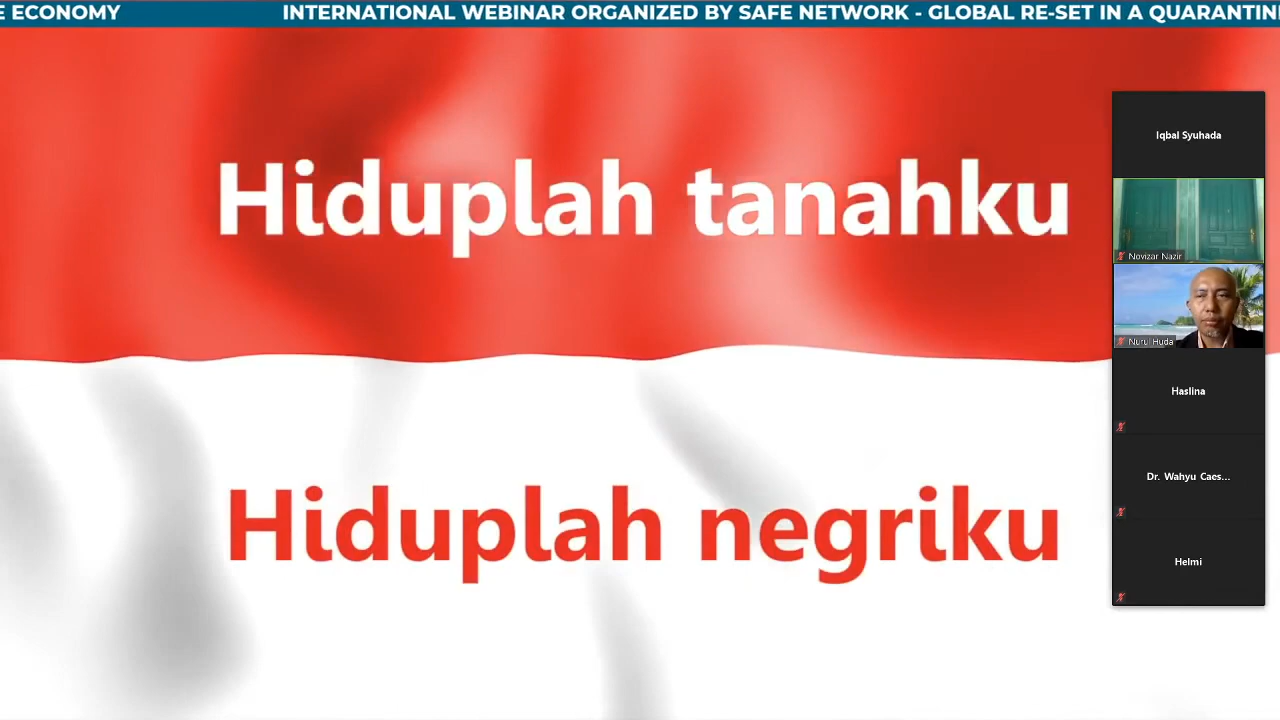 E ECONOMY INTERNATIONAL WEBINAR ORGANIZED BY SAFE NETWORK - GLOBAL RE-SET IN A QUARANTIN
Hiduplah tanahku
Hiduplah negriku
Iqbal Syuhada
Novizar Nazir
Nurul Huda
Haslina
Dr. Wahyu Caes...
Helmi